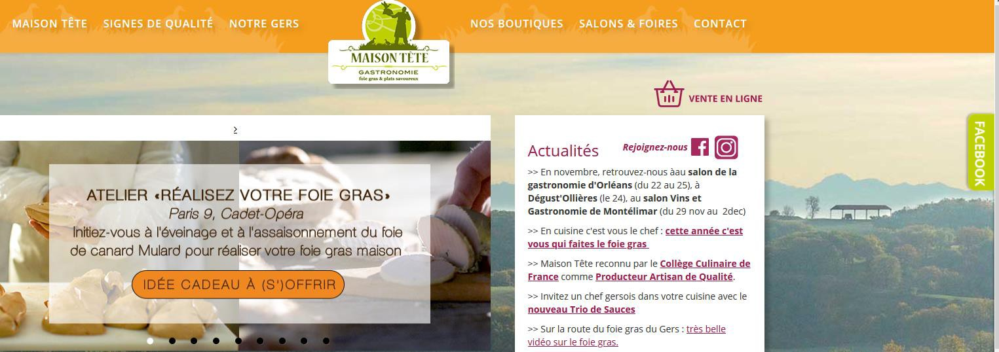 MAISON TÊTE SIGNES DE QUALITÉ NOTRE GERS
MAISON TÊTE
GASTRONOMIE
foie gras & plats savoureux
NOS BOUTIQUES SALONS & FOIRES CONTACT
VENTE EN LIGNE
FACEBOOK
>
ATELIER «RÉALISEZ VOTRE FOIE GRAS»
Paris 9, Cadet-Opéra
Initiez-vous à l'éveinage et à l'assaisonnement du foie
de canard Mulard pour réaliser votre foie gras maison
IDÉE CADEAU À (S')OFFRIR
Actualités
Rejoignez-nous
>> En novembre, retrouvez-nous àau salon de la
gastronomie d'Orléans (du 22 au 25), à
Dégust'Ollières (le 24), au salon Vins et
Gastronomie de Montélimar (du 29 nov au 2dec)
>> En cuisine c'est vous le chef : cette année c'est
vous qui faites le foie gras
>> Maison Tête reconnu par le Collège Culinaire de
France comme Producteur Artisan de Qualité.
>> Invitez un chef gersois dans votre cuisine avec le
nouveau Trio de Sauces
>> Sur la route du foie gras du Gers : très belle
vidéo sur le foie gras.